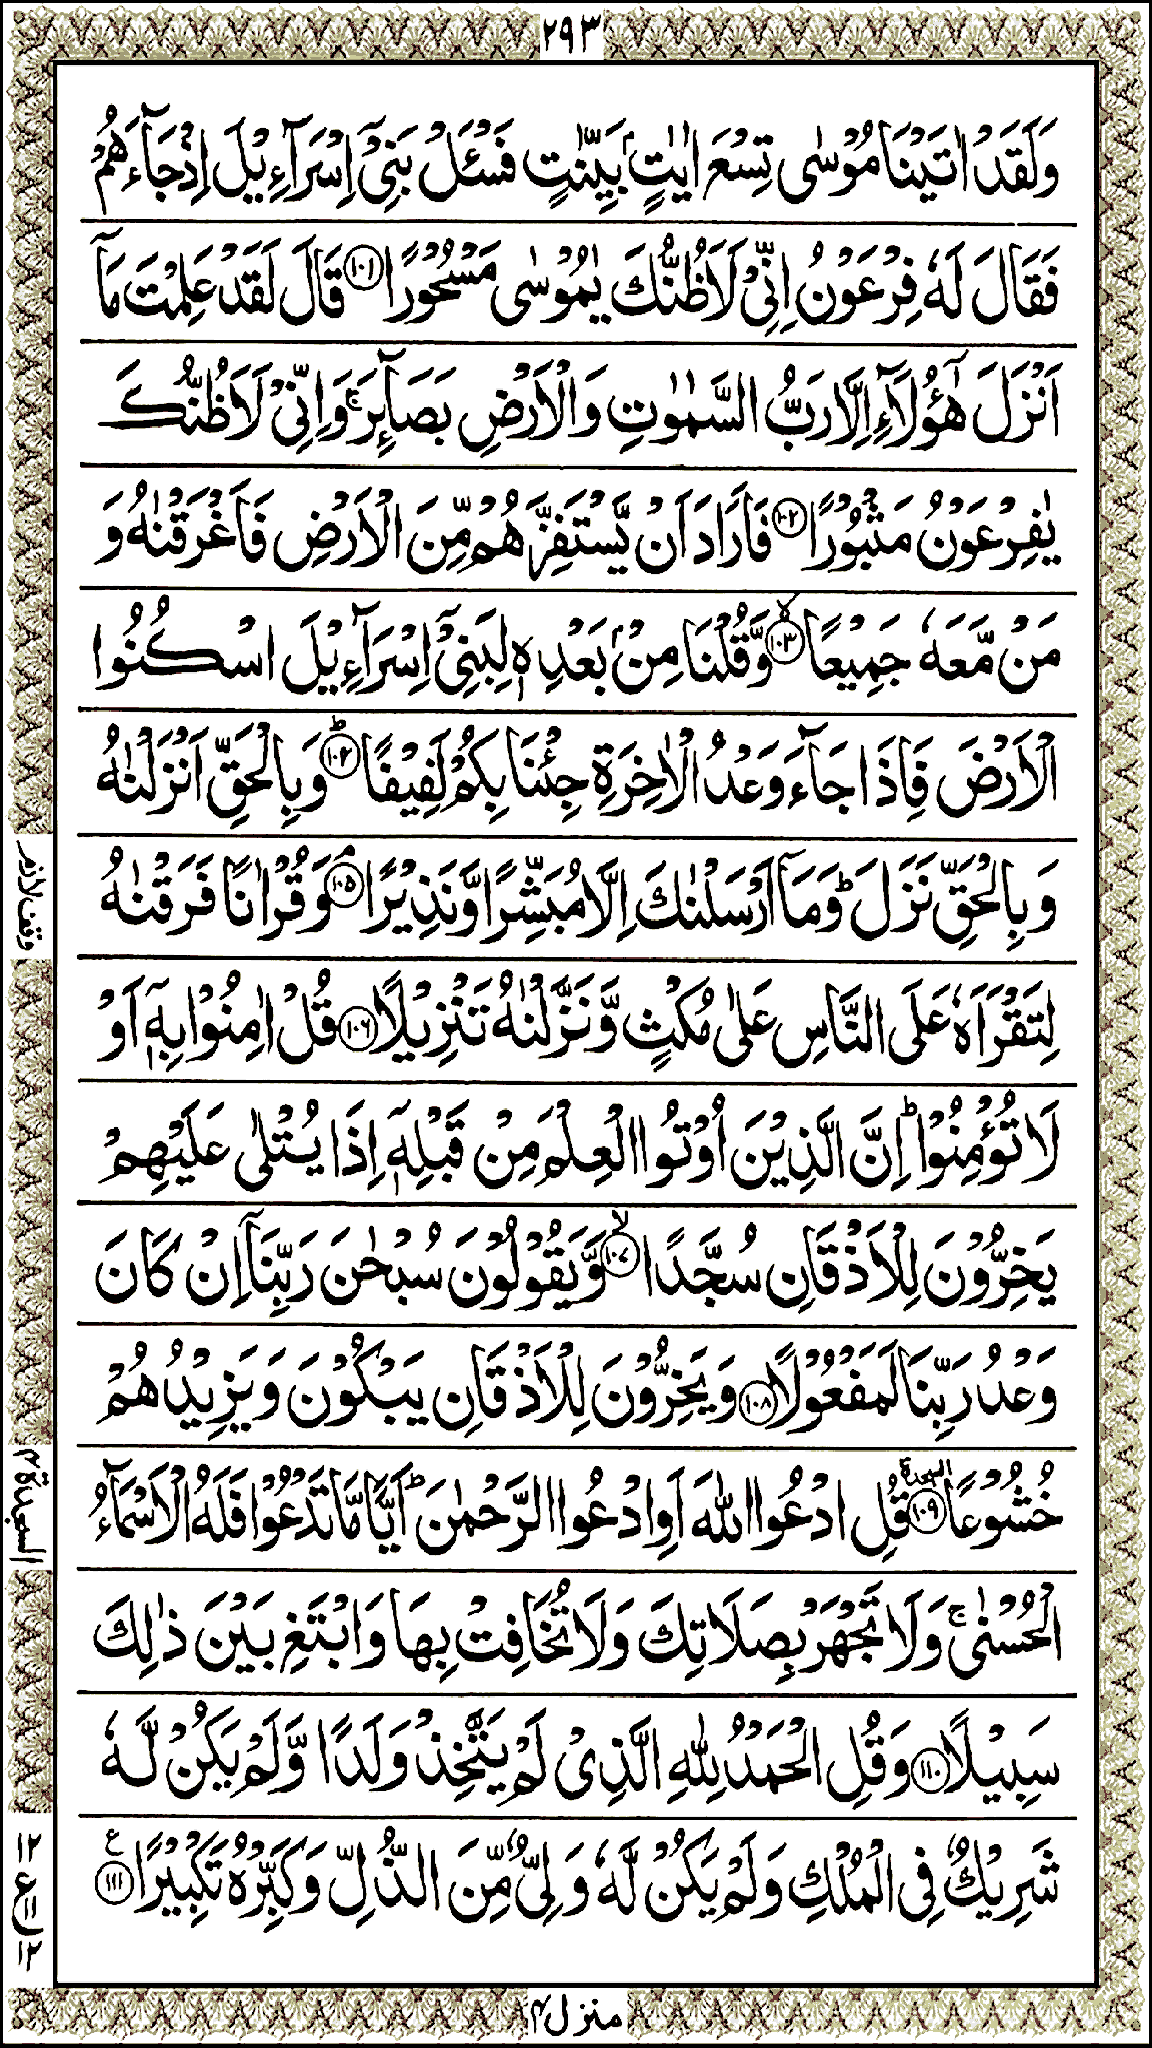 ٢٩٣
وَلَقَدْ اٰتَيْنَا مُوْسٰى تِسْعَ اٰيٰتٍۭ بَيِّنٰتٍ فَسْـَٔلْ بَنِىْٓ اِسْرَآءِيْلَ اِذْ جَآءَهُمْ
فَقَالَ لَهٗ فِرْعَوْنُ اِنِّىْ لَاَظُنُّكَ يٰمُوْسٰى مَسْحُوْرًا ﴿١٠١﴾ قَالَ لَقَدْ عَلِمْتَ مَآ
اَنْزَلَ هٰٓؤُلَآءِ اِلَّا رَبُّ السَّمٰوٰتِ وَالْاَرْضِ بَصَآئِرَ ۚ وَاِنِّىْ لَاَظُنُّكَ
يٰفِرْعَوْنُ مَثْبُوْرًا ﴿١٠٢﴾ فَاَرَادَ اَنْ يَّسْتَفِزَّهُمْ مِّنَ الْاَرْضِ فَاَغْرَقْنٰهُ وَ
مَنْ مَّعَهٗ جَمِيْعًا ﴿١٠٣﴾ۙ وَّقُلْنَا مِنْۢ بَعْدِهٖ لِبَنِىْٓ اِسْرَآءِيْلَ اسْكُنُوا
الْاَرْضَ فَاِذَا جَآءَ وَعْدُ الْاٰخِرَةِ جِئْنَا بِكُمْ لَفِيْفًا ﴿١٠٤﴾ؕ وَبِالْحَقِّ اَنْزَلْنٰهُ
وَبِالْحَقِّ نَزَلَ ؕ وَمَآ اَرْسَلْنٰكَ اِلَّا مُبَشِّرًا وَّنَذِيْرًا ﴿١٠٥﴾ۘ وَقُرْاٰنًا فَرَقْنٰهُ
وقف لازم
لِتَقْرَاَهٗ عَلَى النَّاسِ عَلٰى مُكْثٍ وَّنَزَّلْنٰهُ تَنْزِيْلًا ﴿١٠٦﴾ قُلْ اٰمِنُوْا بِهٖٓ اَوْ
لَا تُؤْمِنُوْا ؕ اِنَّ الَّذِيْنَ اُوْتُوا الْعِلْمَ مِنْ قَبْلِهٖٓ اِذَا يُتْلٰى عَلَيْهِمْ
يَخِرُّوْنَ لِلْاَذْقَانِ سُجَّدًا ﴿١٠٧﴾ۙ وَّيَقُوْلُوْنَ سُبْحٰنَ رَبِّنَآ اِنْ كَانَ
وَعْدُ رَبِّنَا لَمَفْعُوْلًا ﴿١٠٨﴾ وَيَخِرُّوْنَ لِلْاَذْقَانِ يَبْكُوْنَ وَيَزِيْدُهُمْ
خُشُوْعًا ﴿١٠٩﴾ السجدة قُلِ ادْعُوا اللّٰهَ اَوِ ادْعُوا الرَّحْمٰنَ ؕ اَيًّا مَّا تَدْعُوْا فَلَهُ الْاَسْمَآءُ
السجدة ٤
الْحُسْنٰى ۚ وَلَا تَجْهَرْ بِصَلَاتِكَ وَلَا تُخَافِتْ بِهَا وَابْتَغِ بَيْنَ ذٰلِكَ
سَبِيْلًا ﴿١١٠﴾ وَقُلِ الْحَمْدُ لِلّٰهِ الَّذِىْ لَمْ يَتَّخِذْ وَلَدًا وَّلَمْ يَكُنْ لَّهٗ
شَرِيْكٌ فِى الْمُلْكِ وَلَمْ يَكُنْ لَّهٗ وَلِىٌّ مِّنَ الذُّلِّ وَكَبِّرْهُ تَكْبِيْرًا ﴿١١١﴾ ع
١٢
ع ١١
١٢
منزل ٤